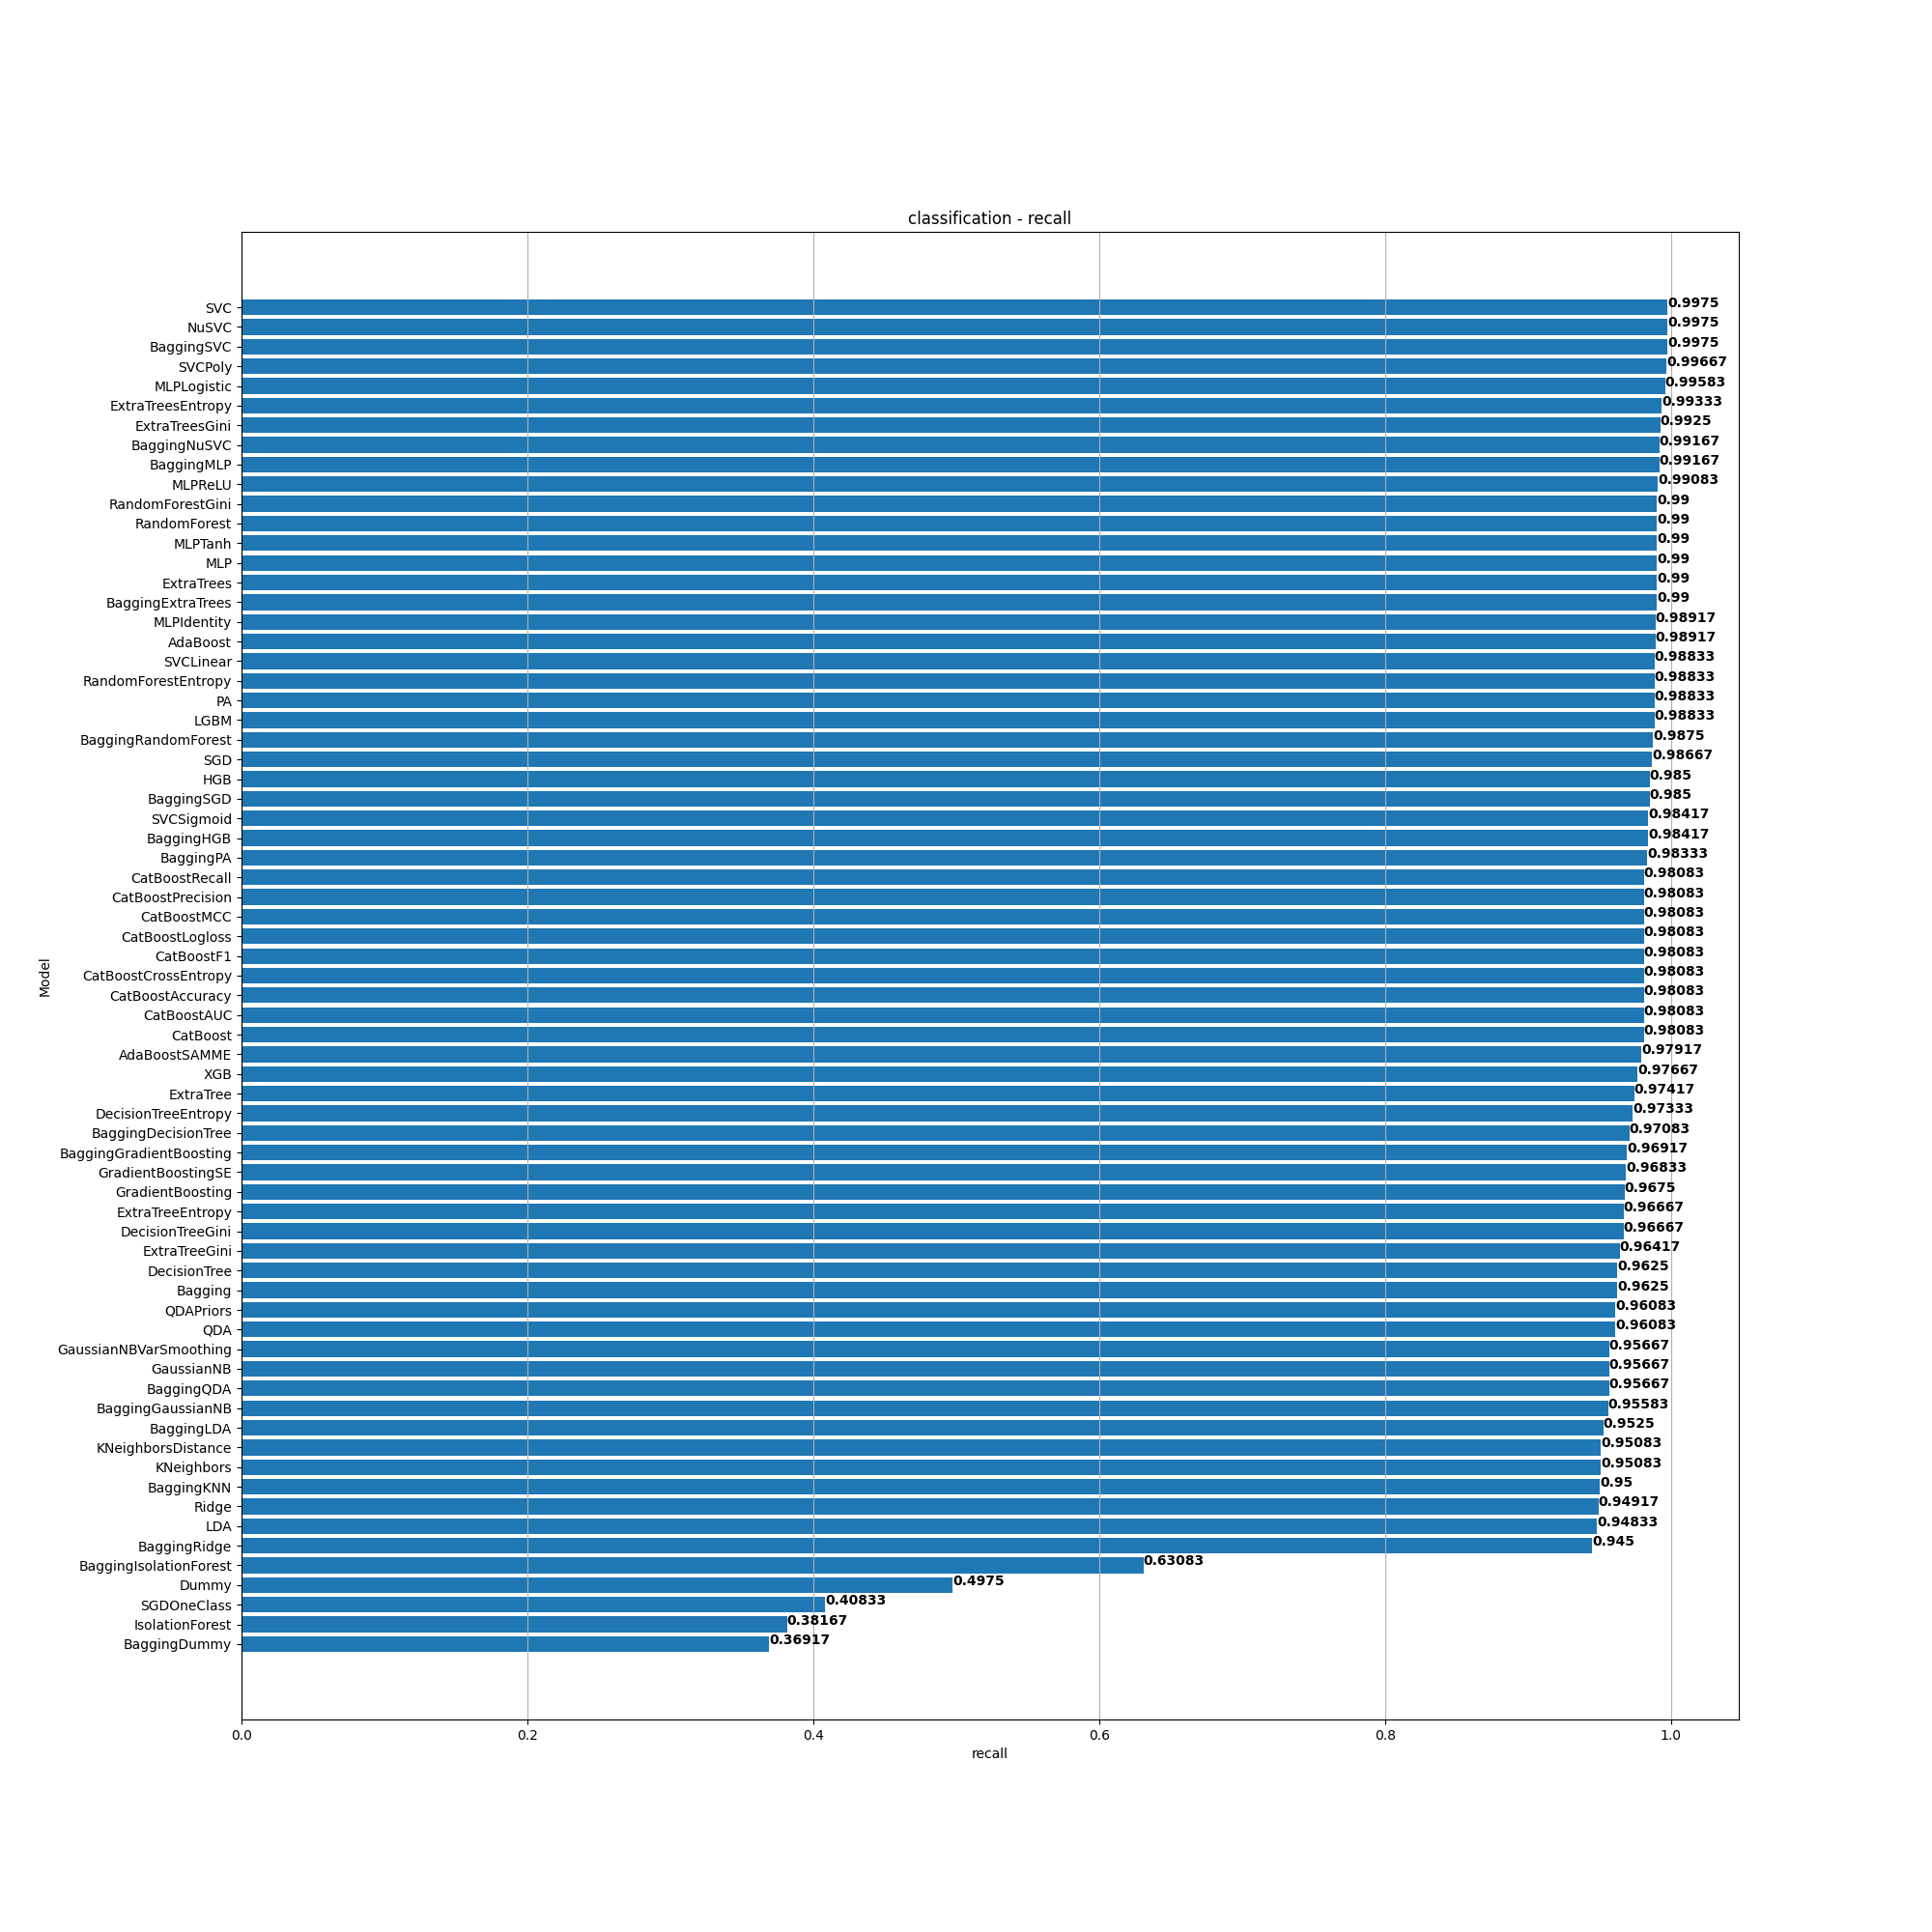 classification - recall
SVC 0.9975
NuSVC 0.9975
BaggingSVC 0.9975
SVCPoly 0.99667
MLPLogistic 0.99583
ExtraTreesEntropy 0.99333
ExtraTreesGini 0.9925
BaggingNuSVC 0.99167
BaggingMLP 0.99167
MLPReLU 0.99083
RandomForestGini 0.99
RandomForest 0.99
MLPTanh 0.99
MLP 0.99
ExtraTrees 0.99
BaggingExtraTrees 0.99
MLPIdentity 0.98917
AdaBoost 0.98917
SVCLinear 0.98833
RandomForestEntropy 0.98833
PA 0.98833
LGBM 0.98833
BaggingRandomForest 0.9875
SGD 0.98667
HGB 0.985
BaggingSGD 0.985
SVCSigmoid 0.98417
BaggingHGB 0.98417
BaggingPA 0.98333
CatBoostRecall 0.98083
CatBoostPrecision 0.98083
CatBoostMCC 0.98083
CatBoostLogloss 0.98083
CatBoostF1 0.98083
CatBoostCrossEntropy 0.98083
CatBoostAccuracy 0.98083
CatBoostAUC 0.98083
CatBoost 0.98083
AdaBoostSAMME 0.97917
XGB 0.97667
ExtraTree 0.97417
DecisionTreeEntropy 0.97333
BaggingDecisionTree 0.97083
BaggingGradientBoosting 0.96917
GradientBoostingSE 0.96833
GradientBoosting 0.9675
ExtraTreeEntropy 0.96667
DecisionTreeGini 0.96667
ExtraTreeGini 0.96417
DecisionTree 0.9625
Bagging 0.9625
QDAPriors 0.96083
QDA 0.96083
GaussianNBVarSmoothing 0.95667
GaussianNB 0.95667
BaggingQDA 0.95667
BaggingGaussianNB 0.95583
BaggingLDA 0.9525
KNeighborsDistance 0.95083
KNeighbors 0.95083
BaggingKNN 0.95
Ridge 0.94917
LDA 0.94833
BaggingRidge 0.945
BaggingIsolationForest 0.63083
Dummy 0.4975
SGDOneClass 0.40833
IsolationForest 0.38167
BaggingDummy 0.36917
Model
0.0 0.2 0.4 0.6 0.8 1.0
recall